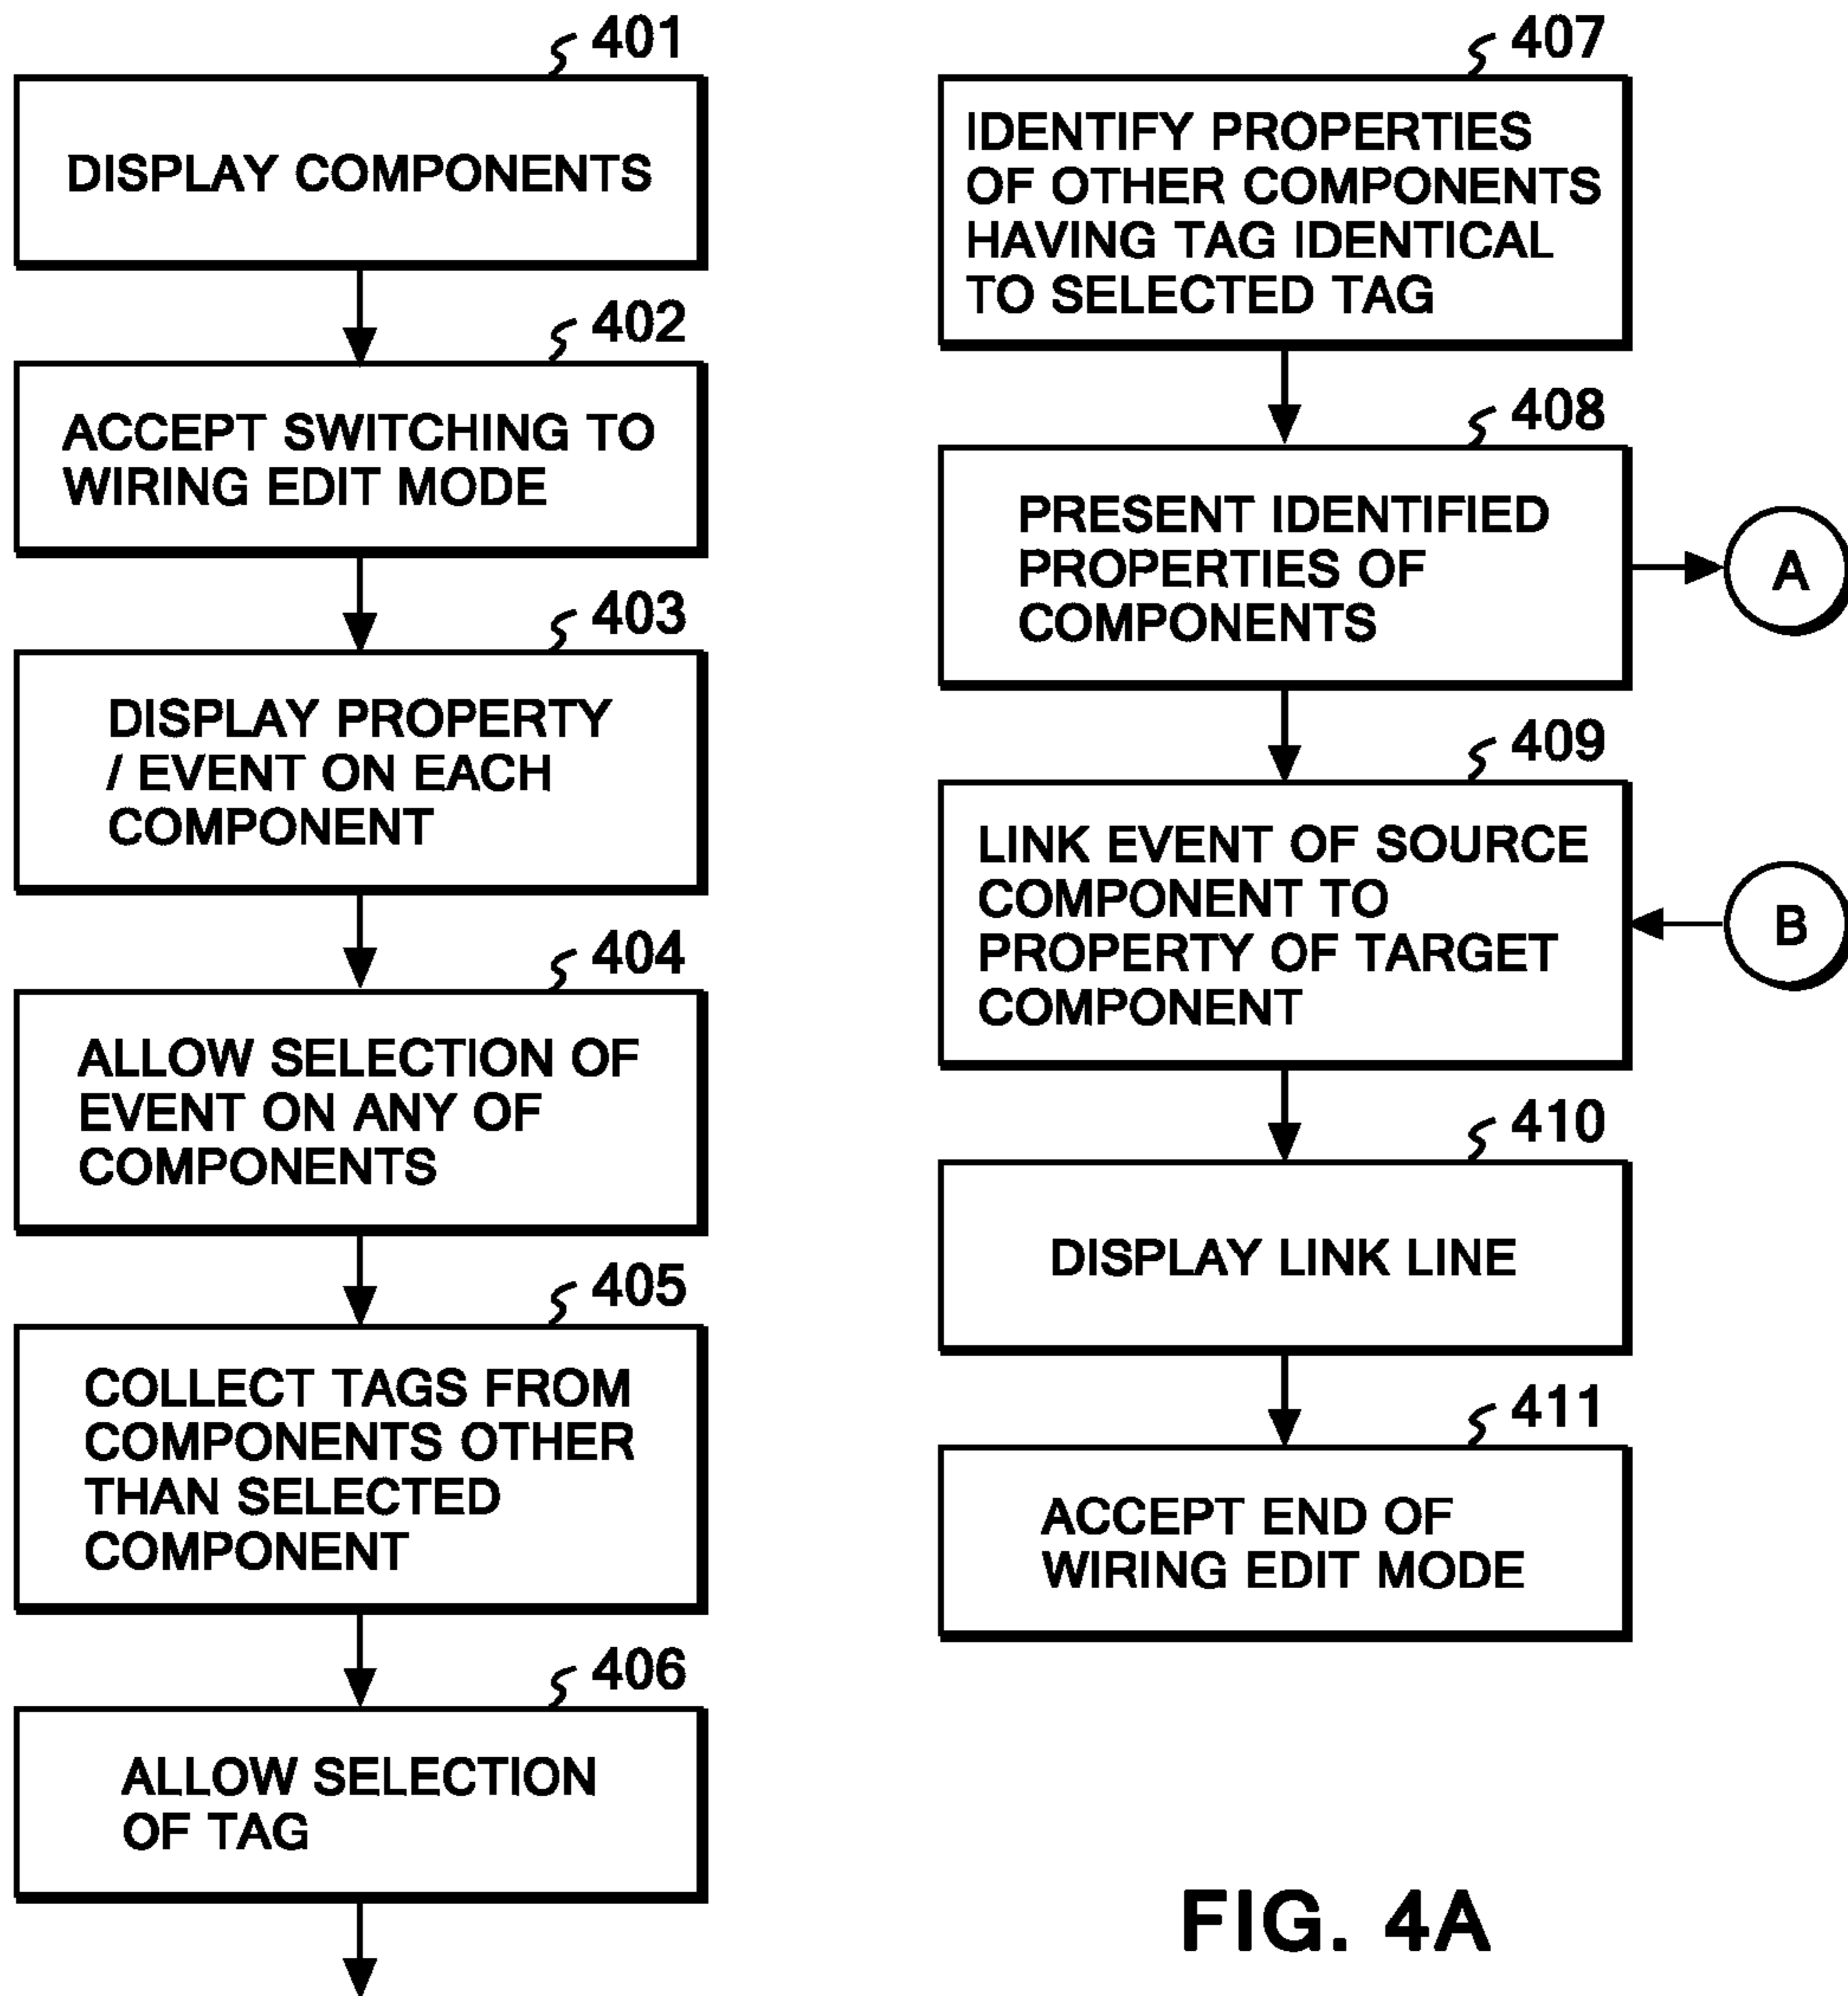 401
DISPLAY COMPONENTS
402
ACCEPT SWITCHING TO
WIRING EDIT MODE
403
DISPLAY PROPERTY
/ EVENT ON EACH
COMPONENT
404
ALLOW SELECTION OF
EVENT ON ANY OF
COMPONENTS
405
COLLECT TAGS FROM
COMPONENTS OTHER
THAN SELECTED
COMPONENT
406
ALLOW SELECTION
OF TAG
407
IDENTIFY PROPERTIES
OF OTHER COMPONENTS
HAVING TAG IDENTICAL
TO SELECTED TAG
408
PRESENT IDENTIFIED
PROPERTIES OF
COMPONENTS
A
409
LINK EVENT OF SOURCE
COMPONENT TO
PROPERTY OF TARGET
COMPONENT
B
410
DISPLAY LINK LINE
411
ACCEPT END OF
WIRING EDIT MODE
FIG. 4A